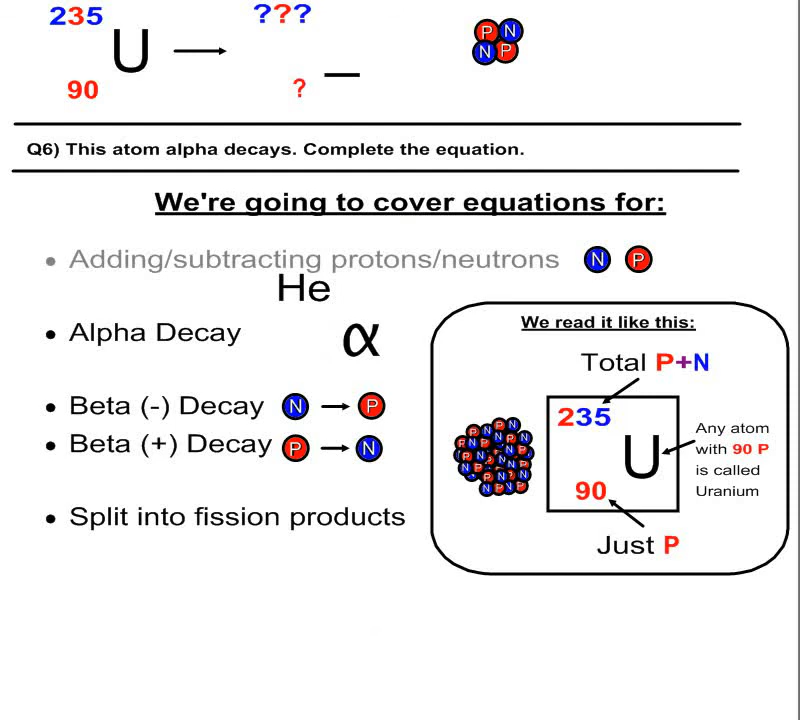 235 ???
U
90 ?
P N
N P
Q6) This atom alpha decays. Complete the equation.
We're going to cover equations for:
• Adding/subtracting protons/neutrons N P
He
• Alpha Decay α
• Beta (-) Decay N P
• Beta (+) Decay P N
• Split into fission products
We read it like this:
Total P+N
235
U
90
Any atom
with 90 P
is called
Uranium
Just P